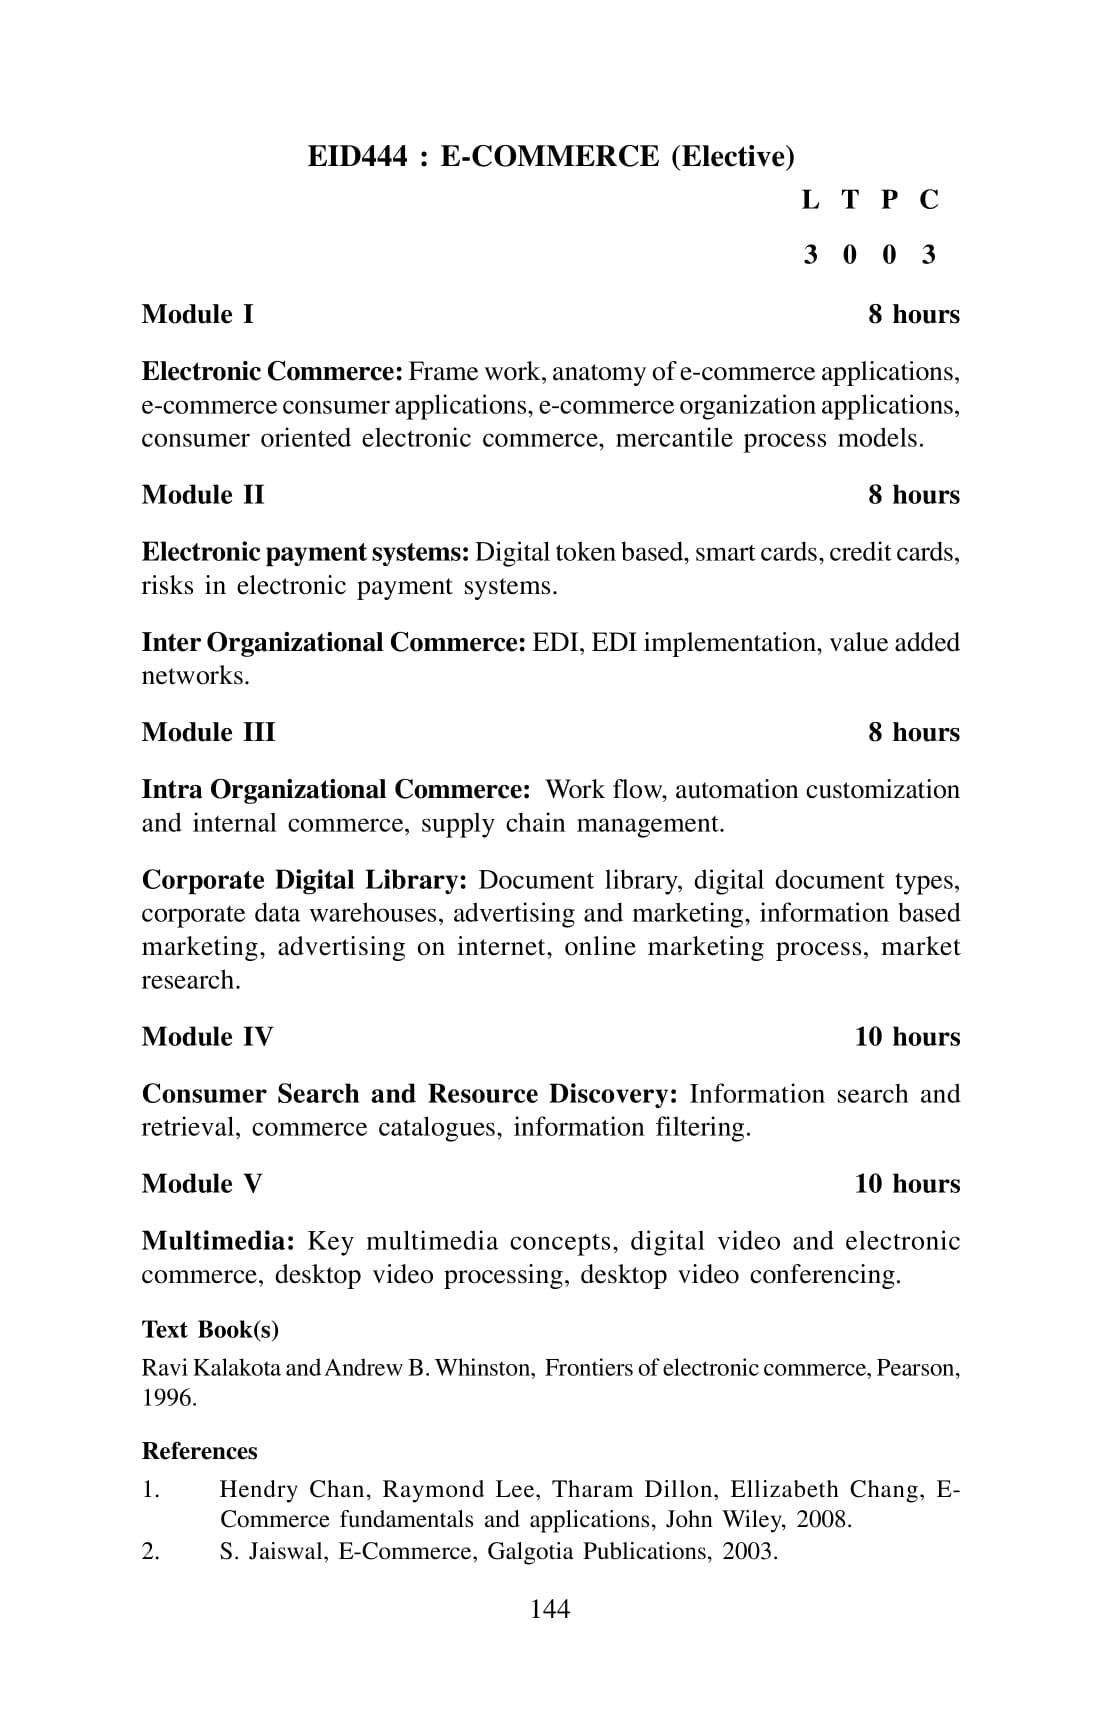 EID444 : E-COMMERCE (Elective)
L T P C
3 0 0 3
Module I 8 hours
Electronic Commerce: Frame work, anatomy of e-commerce applications,
e-commerce consumer applications, e-commerce organization applications,
consumer oriented electronic commerce, mercantile process models.
Module II 8 hours
Electronic payment systems: Digital token based, smart cards, credit cards,
risks in electronic payment systems.
Inter Organizational Commerce: EDI, EDI implementation, value added
networks.
Module III 8 hours
Intra Organizational Commerce: Work flow, automation customization
and internal commerce, supply chain management.
Corporate Digital Library: Document library, digital document types,
corporate data warehouses, advertising and marketing, information based
marketing, advertising on internet, online marketing process, market
research.
Module IV 10 hours
Consumer Search and Resource Discovery: Information search and
retrieval, commerce catalogues, information filtering.
Module V 10 hours
Multimedia: Key multimedia concepts, digital video and electronic
commerce, desktop video processing, desktop video conferencing.
Text Book(s)
Ravi Kalakota and Andrew B. Whinston, Frontiers of electronic commerce, Pearson,
1996.
References
1. Hendry Chan, Raymond Lee, Tharam Dillon, Ellizabeth Chang, E-
Commerce fundamentals and applications, John Wiley, 2008.
2. S. Jaiswal, E-Commerce, Galgotia Publications, 2003.
144